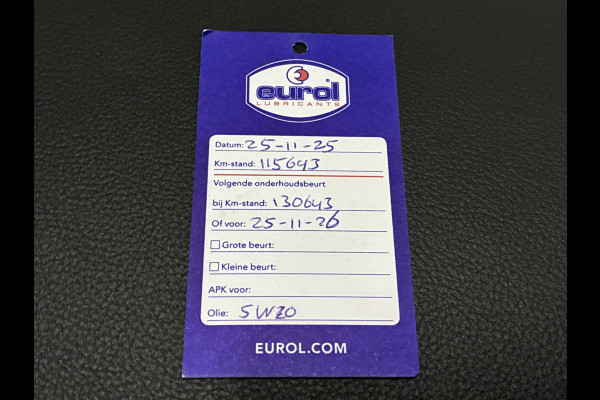 eurol®
LUBRICANTS
Datum: 25-11-25
Km-stand: 115643
Volgende onderhoudsbeurt
bij Km-stand: 130643
Of voor: 25-11-26
Grote beurt:
Kleine beurt:
APK voor:
Olie: 5W20
EUROL.COM